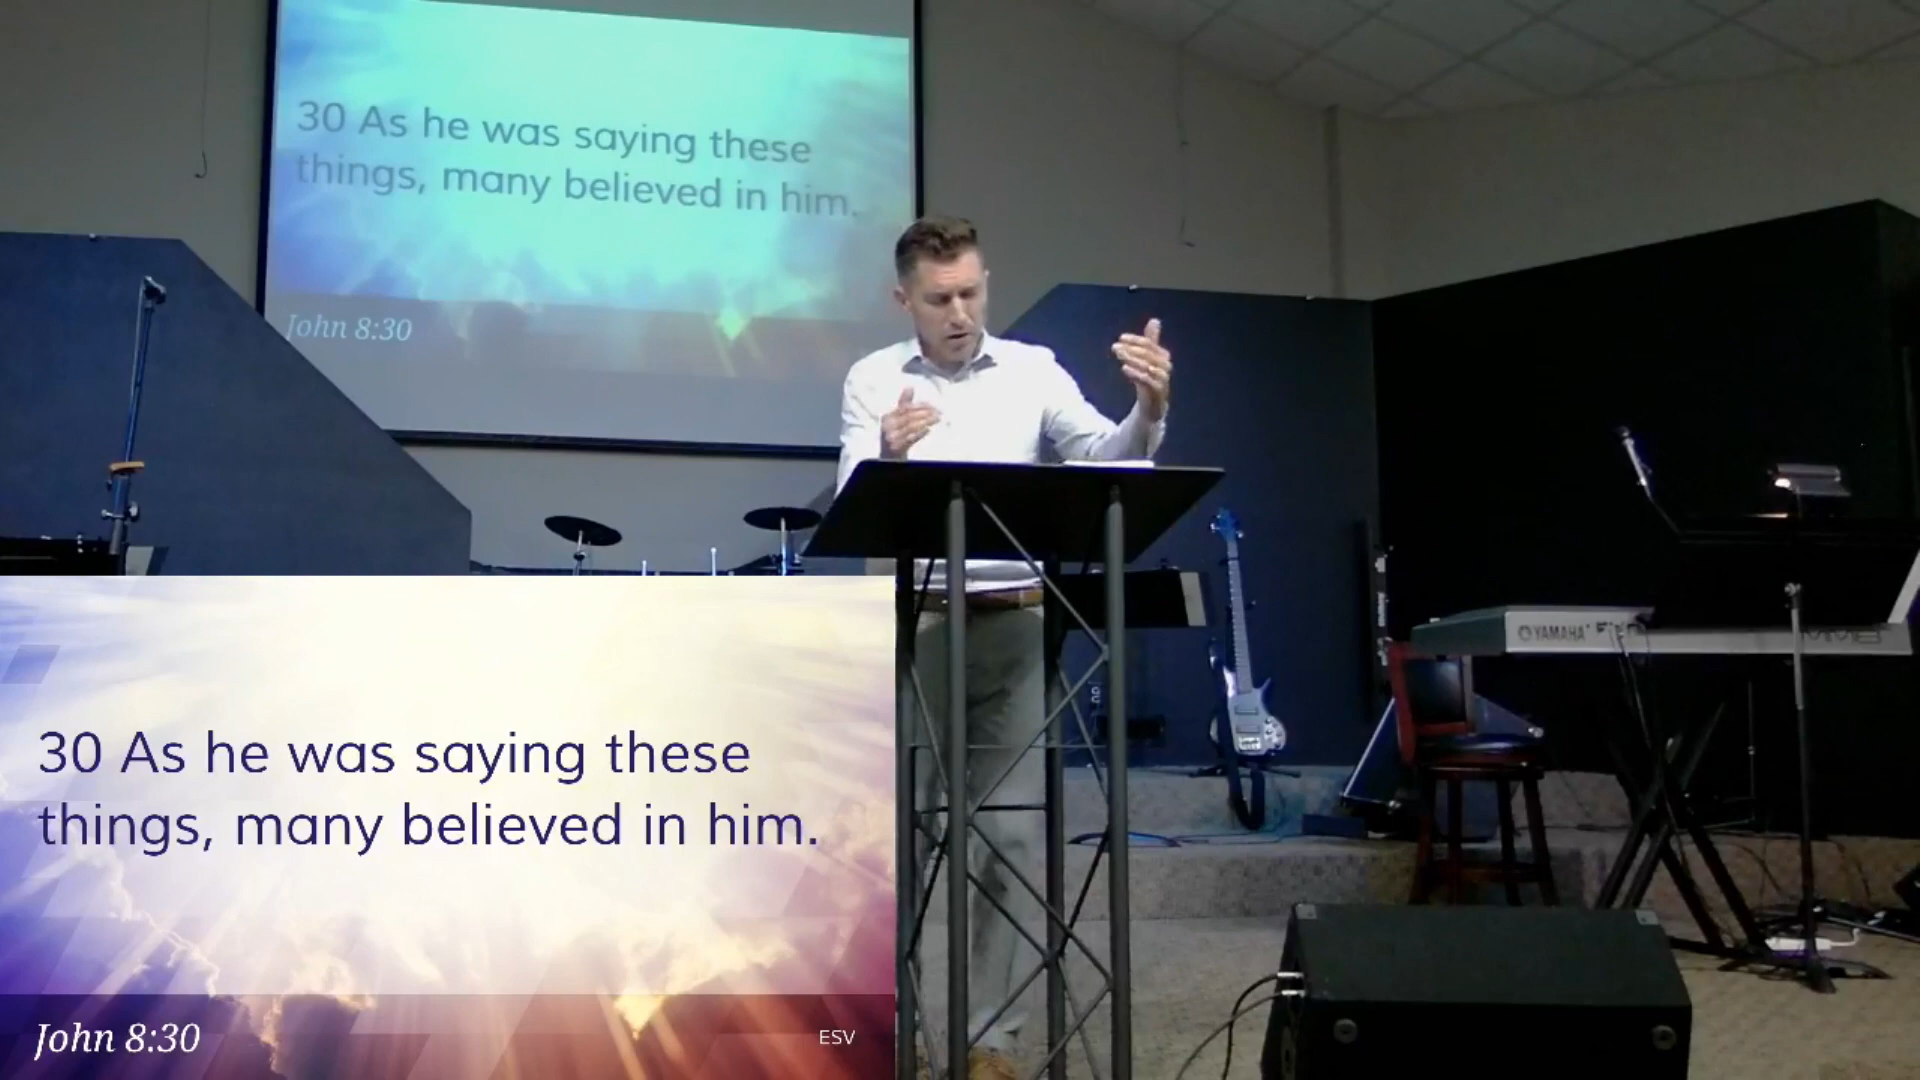 30 As he was saying these
things, many believed in him.
John 8:30
YAMAHA
30 As he was saying these
things, many believed in him.
John 8:30
ESV